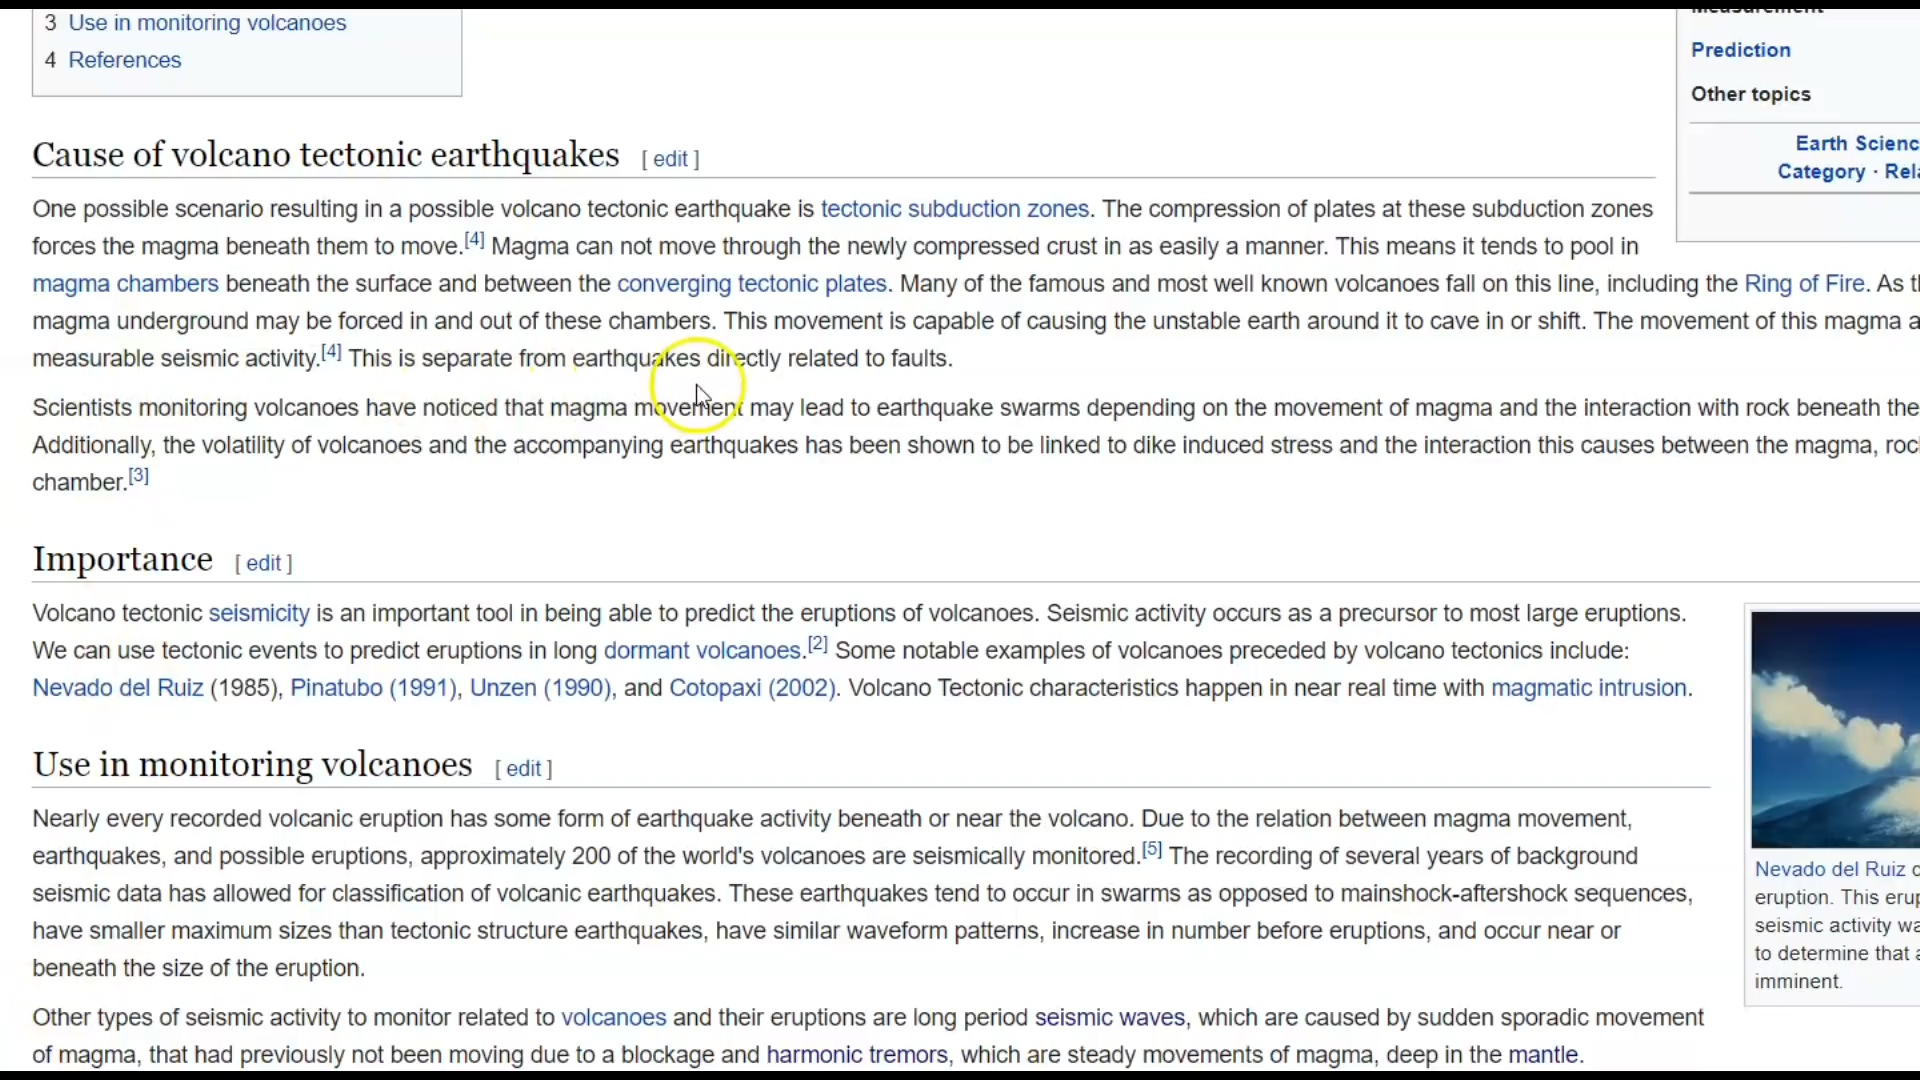 3 Use in monitoring volcanoes
4 References
Prediction
Other topics
Earth
Category ·
Cause of volcano tectonic earthquakes [ edit ]
One possible scenario resulting in a possible volcano tectonic earthquake is tectonic subduction zones. The compression of plates at these subduction zones
forces the magma beneath them to move.[4] Magma can not move through the newly compressed crust in as easily a manner. This means it tends to pool in
magma chambers beneath the surface and between the converging tectonic plates. Many of the famous and most well known volcanoes fall on this line, including the Ring of Fire. As
magma underground may be forced in and out of these chambers. This movement is capable of causing the unstable earth around it to cave in or shift. The movement of this magma
measurable seismic activity.[4] This is separate from earthquakes directly related to faults.
Scientists monitoring volcanoes have noticed that magma movement may lead to earthquake swarms depending on the movement of magma and the interaction with rock beneath the
Additionally, the volatility of volcanoes and the accompanying earthquakes has been shown to be linked to dike induced stress and the interaction this causes between the magma,
chamber.[3]
Importance [ edit ]
Volcano tectonic seismicity is an important tool in being able to predict the eruptions of volcanoes. Seismic activity occurs as a precursor to most large eruptions.
We can use tectonic events to predict eruptions in long dormant volcanoes.[2] Some notable examples of volcanoes preceded by volcano tectonics include:
Nevado del Ruiz (1985), Pinatubo (1991), Unzen (1990), and Cotopaxi (2002). Volcano Tectonic characteristics happen in near real time with magmatic intrusion.
Use in monitoring volcanoes [ edit ]
Nearly every recorded volcanic eruption has some form of earthquake activity beneath or near the volcano. Due to the relation between magma movement,
earthquakes, and possible eruptions, approximately 200 of the world's volcanoes are seismically monitored.[5] The recording of several years of background
seismic data has allowed for classification of volcanic earthquakes. These earthquakes tend to occur in swarms as opposed to mainshock-aftershock sequences,
have smaller maximum sizes than tectonic structure earthquakes, have similar waveform patterns, increase in number before eruptions, and occur near or
beneath the size of the eruption.
Other types of seismic activity to monitor related to volcanoes and their eruptions are long period seismic waves, which are caused by sudden sporadic movement
of magma, that had previously not been moving due to a blockage and harmonic tremors, which are steady movements of magma, deep in the mantle.
Nevado del Ruiz
eruption. This
seismic activity
to determine that
imminent.